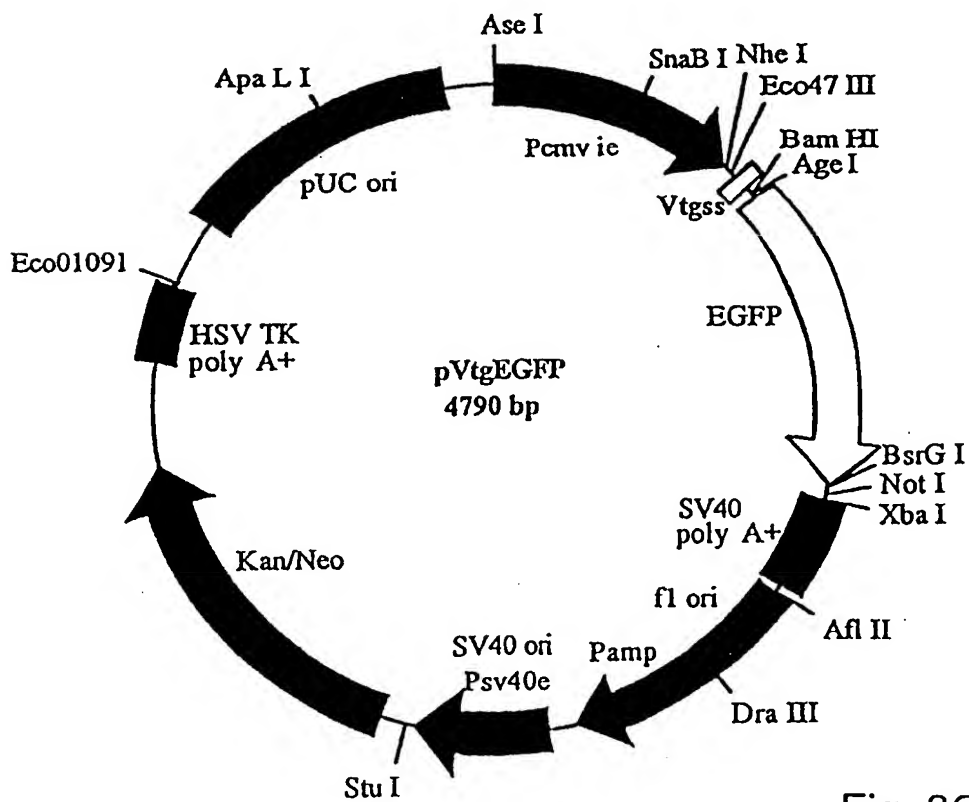 Ase I
SnaB I
Nhe I
Eco47 III
Apa L I
Bam HI
Age I
Pcmv ie
pUC ori
Vtgss
Eco01091
EGFP
HSV TK
poly A+
pVtgEGFP
4790 bp
BsrG I
Not I
Xba I
SV40
poly A+
Kan/Neo
f1 ori
Afl II
SV40 ori
Psv40e
Pamp
Dra III
Stu I